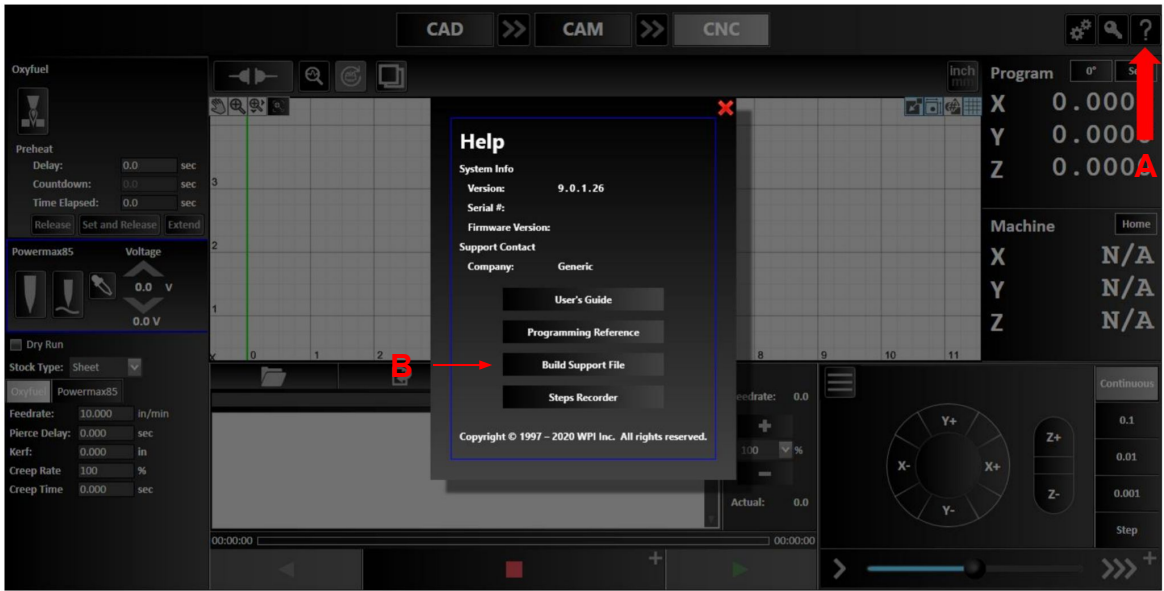 CAD >> CAM >> CNC ?
Oxyfuel
Inch
mm
Program 0°
X 0.000
Y 0.000
Z 0.0000
A
Preheat
Delay: 0.0 sec
Countdown: 0.0 sec
Time Elapsed: 0.0 sec
Release Set and Release Extend
Powermax85 Voltage
0.0 V
0.0 V
Dry Run
Stock Type: Sheet
Oxyfuel Powermax85
Feedrate: 10.000 in/min
Pierce Delay: 0.000 sec
Kerf: 0.000 in
Creep Rate 100 %
Creep Time 0.000 sec
3
2
1
X 0 1 2 8 9 10 11
Help
System Info
Version: 9.0.1.26
Serial #:
Firmware Version:
Support Contact
Company: Generic
User's Guide
Programming Reference
B
Build Support File
Steps Recorder
Copyright © 1997 – 2020 WPI Inc. All rights reserved.
Machine Home
X N/A
Y N/A
Z N/A
eedrate: 0.0
+
100 %
−
Actual: 0.0
00:00:00 00:00:00
+
Y+
X- X+
Y-
Z+
Z-
Continuous
0.1
0.01
0.001
Step
> >>> +